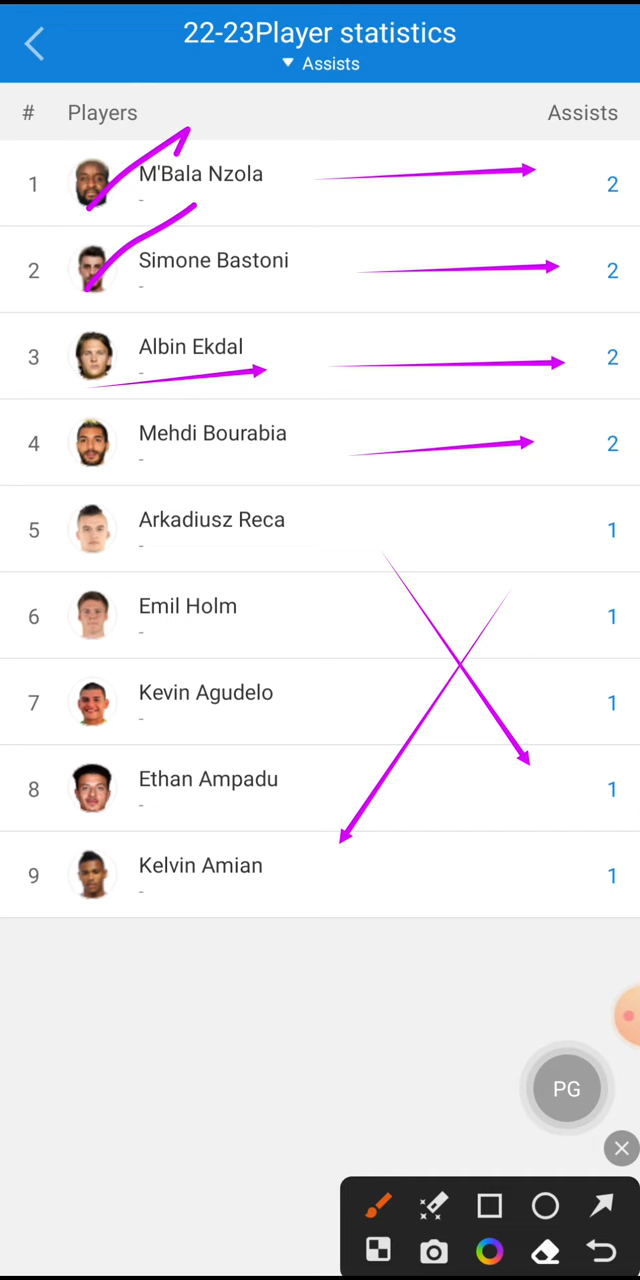 22-23Player statistics
Assists
# Players Assists
1 M'Bala Nzola 2
-
2 Simone Bastoni 2
-
3 Albin Ekdal 2
-
4 Mehdi Bourabia 2
-
5 Arkadiusz Reca 1
-
6 Emil Holm 1
-
7 Kevin Agudelo 1
-
8 Ethan Ampadu 1
-
9 Kelvin Amian 1
-
PG